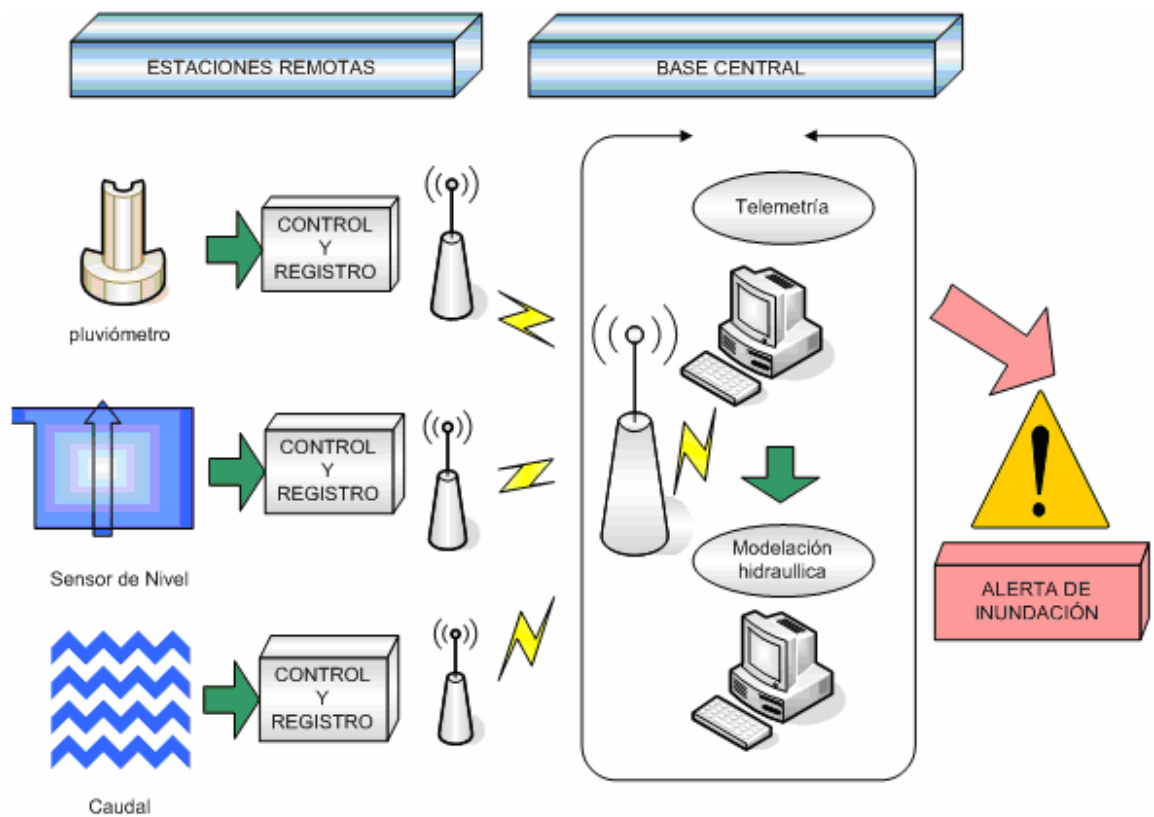 ESTACIONES REMOTAS
BASE CENTRAL
CONTROL
Y
REGISTRO
pluviómetro
Telemetría
CONTROL
Y
REGISTRO
Sensor de Nivel
Modelación
hidraullica
ALERTA DE
INUNDACIÓN
CONTROL
Y
REGISTRO
Caudal